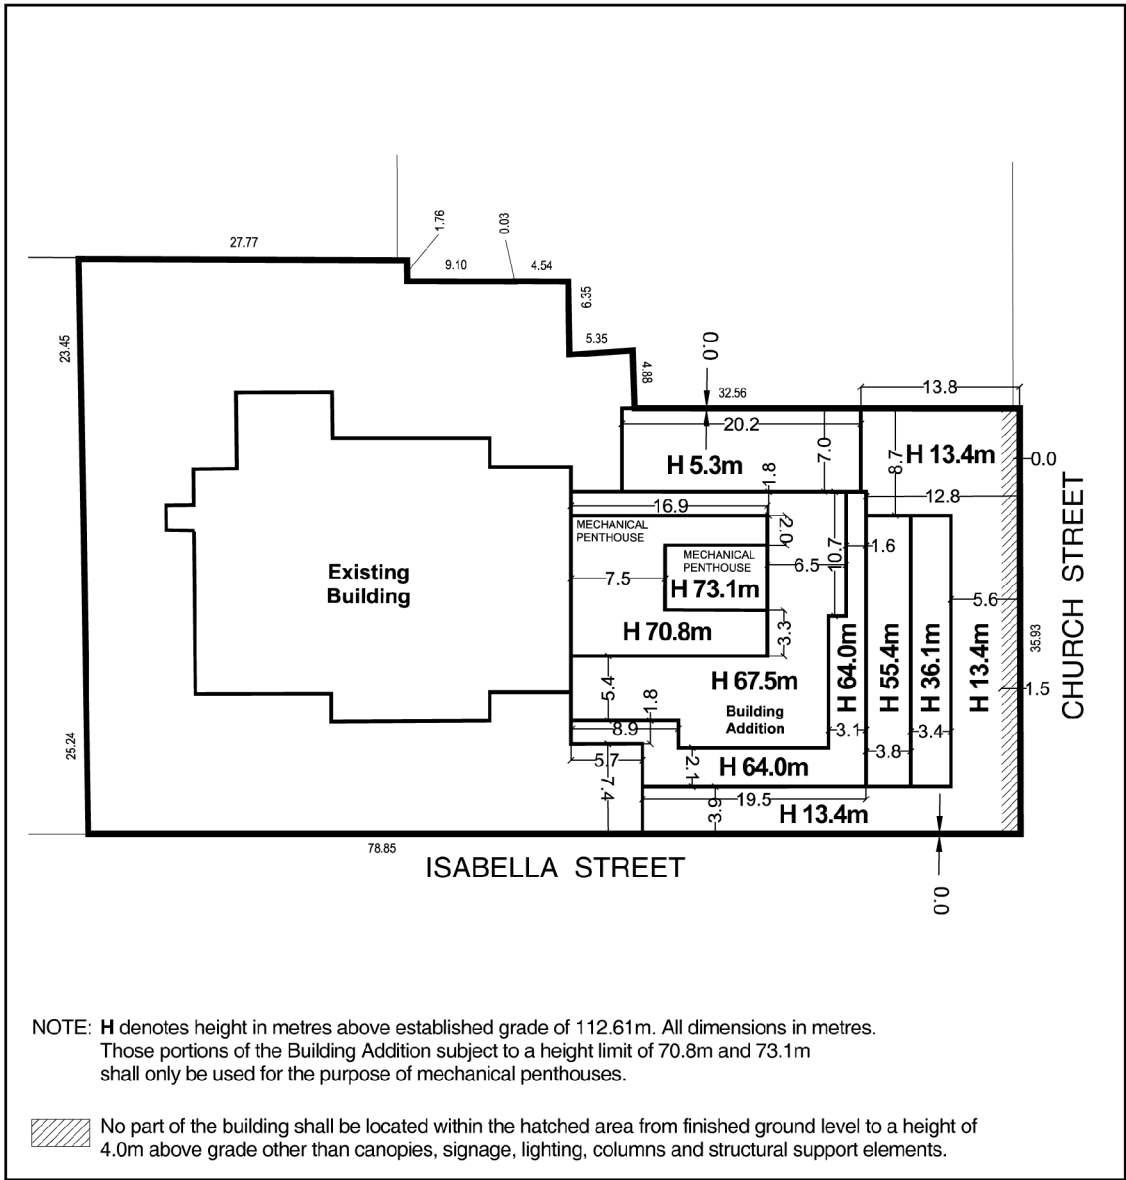 27.77
1.76
9.10
0.03
4.54
6.35
23.45
5.35
4.88
0.0
32.56
13.8
20.2
H 5.3m
7.0
8.7
H 13.4m
0.0
1.8
12.8
16.9
MECHANICAL
PENTHOUSE
2.0
10.7
1.6
MECHANICAL
PENTHOUSE
6.5
7.5
H 73.1m
Existing
Building
5.6
H 70.8m
3.3
H 64.0m
H 55.4m
H 36.1m
H 13.4m
35.93
CHURCH STREET
5.4
H 67.5m
1.8
Building
Addition
1.5
8.9
3.1
3.4
3.8
25.24
5.7
7.4
2.1
H 64.0m
19.5
3.9
H 13.4m
78.85
ISABELLA STREET
0.0
NOTE: H denotes height in metres above established grade of 112.61m. All dimensions in metres.
Those portions of the Building Addition subject to a height limit of 70.8m and 73.1m
shall only be used for the purpose of mechanical penthouses.
No part of the building shall be located within the hatched area from finished ground level to a height of
4.0m above grade other than canopies, signage, lighting, columns and structural support elements.